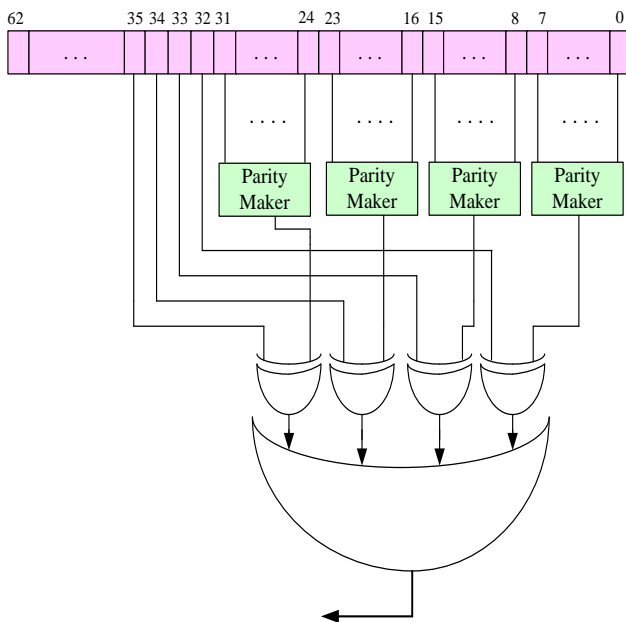 62 35 34 33 32 31 24 23 16 15 8 7 0
... ... ... ... ...
.... .... .... ....
Parity Maker
Parity Maker
Parity Maker
Parity Maker